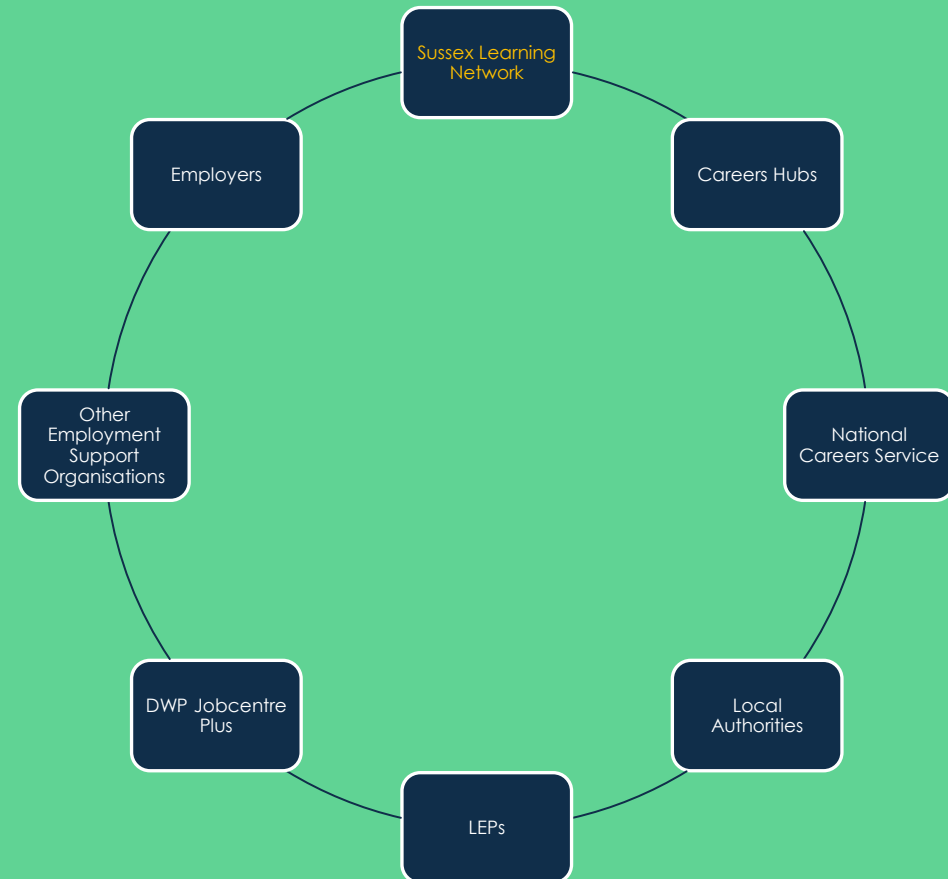 Sussex Learning
Network
Employers
Careers Hubs
Other
Employment
Support
Organisations
National
Careers Service
DWP Jobcentre
Plus
Local
Authorities
LEPs